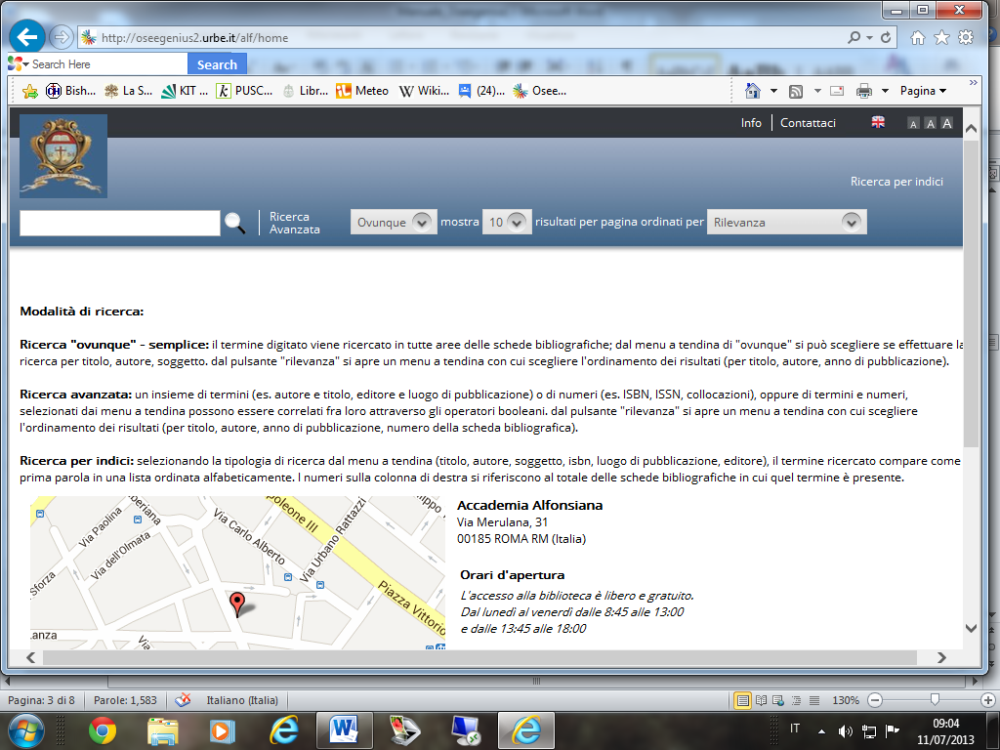 http://oseegenius2.urbe.it/alf/home
Search Here
Search
Bish...
La S...
KIT ...
PUSC...
Libr...
Meteo
Wiki...
(24)...
Osee...
Pagina
Info
Contattaci
A A A
Ricerca per indici
Ricerca
Avanzata
Ovunque
mostra
10
risultati per pagina ordinati per
Rilevanza
Modalità di ricerca:
Ricerca "ovunque" - semplice: il termine digitato viene ricercato in tutte aree delle schede bibliografiche; dal menu a tendina di "ovunque" si può scegliere se effettuare la
ricerca per titolo, autore, soggetto. dal pulsante "rilevanza" si apre un menu a tendina con cui scegliere l'ordinamento dei risultati (per titolo, autore, anno di pubblicazione).
Ricerca avanzata: un insieme di termini (es. autore e titolo, editore e luogo di pubblicazione) o di numeri (es. ISBN, ISSN, collocazioni), oppure di termini e numeri,
selezionati dai menu a tendina possono essere correlati fra loro attraverso gli operatori booleani. dal pulsante "rilevanza" si apre un menu a tendina con cui scegliere
l'ordinamento dei risultati (per titolo, autore, anno di pubblicazione, numero della scheda bibliografica).
Ricerca per indici: selezionando la tipologia di ricerca dal menu a tendina (titolo, autore, soggetto, isbn, luogo di pubblicazione, editore), il termine ricercato compare come
prima parola in una lista ordinata alfabeticamente. I numeri sulla colonna di destra si riferiscono al totale delle schede bibliografiche in cui quel termine è presente.
beriana
poleone III
ippo
Via Paolina
Via Carlo Alberto
Via Urbano Rattazzi
Via dell'Olmata
Sforza
Piazza Vittorio
anza
Via
Accademia Alfonsiana
Via Merulana, 31
00185 ROMA RM (Italia)
Orari d'apertura
L'accesso alla biblioteca è libero e gratuito.
Dal lunedì al venerdì dalle 8:45 alle 13:00
e dalle 13:45 alle 18:00
Pagina: 3 di 8
Parole: 1,583
Italiano (Italia)
130%
IT
09:04
11/07/2013